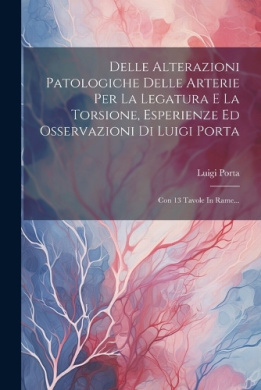 Delle Alterazioni
Patologiche Delle Arterie
Per La Legatura E La
Torsione, Esperienze Ed
Osservazioni Di Luigi Porta
Luigi Porta
Con 13 Tavole In Rame...